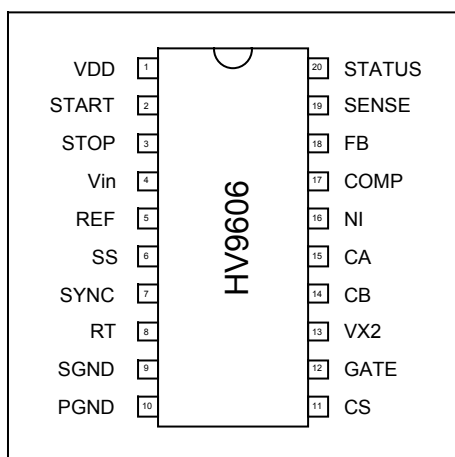 VDD 1 20 STATUS
START 2 19 SENSE
STOP 3 18 FB
Vin 4 17 COMP
REF 5 16 NI
SS 6 15 CA
SYNC 7 14 CB
RT 8 13 VX2
SGND 9 12 GATE
PGND 10 11 CS
HV9606